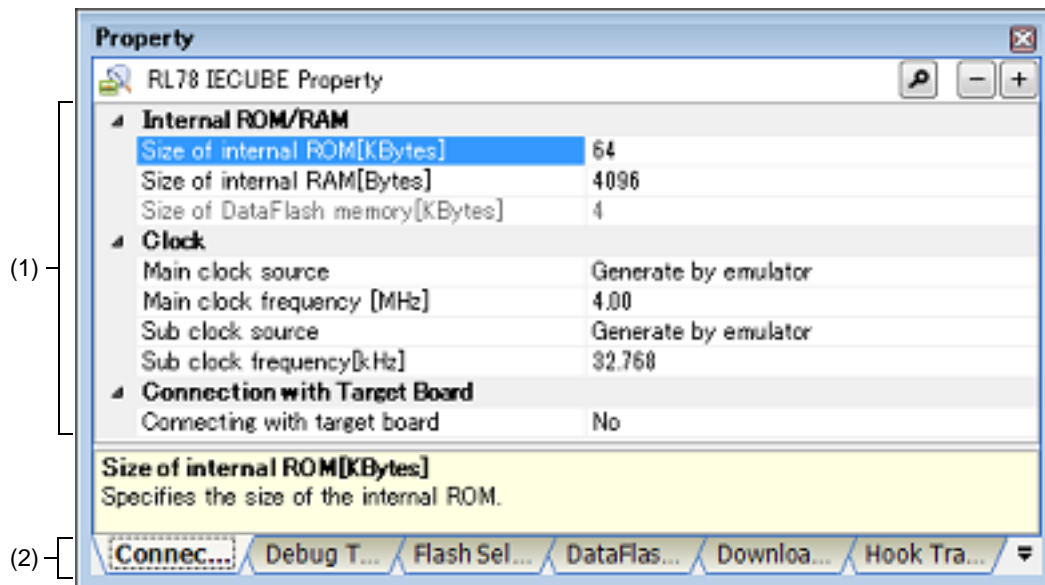 Property
RL78 IECUBE Property
Internal ROM/RAM
Size of internal ROM[KBytes] 64
Size of internal RAM[Bytes] 4096
Size of DataFlash memory[KBytes] 4
Clock
(1)
Main clock source Generate by emulator
Main clock frequency [MHz] 4.00
Sub clock source Generate by emulator
Sub clock frequency[kHz] 32.768
Connection with Target Board
Connecting with target board No
Size of internal ROM[KBytes]
Specifies the size of the internal ROM.
(2)
Connec... Debug T... Flash Sel... DataFlas... Downloa... Hook Tra...